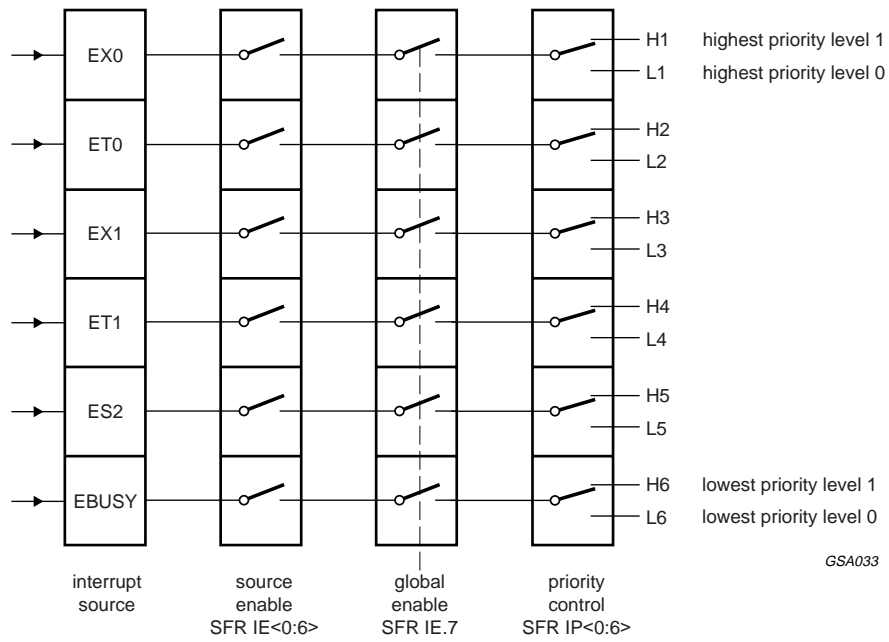 EX0
H1 highest priority level 1
L1 highest priority level 0
ET0
H2
L2
EX1
H3
L3
ET1
H4
L4
ES2
H5
L5
EBUSY
H6 lowest priority level 1
L6 lowest priority level 0
GSA033
interrupt
source
source
enable
SFR IE<0:6>
global
enable
SFR IE.7
priority
control
SFR IP<0:6>